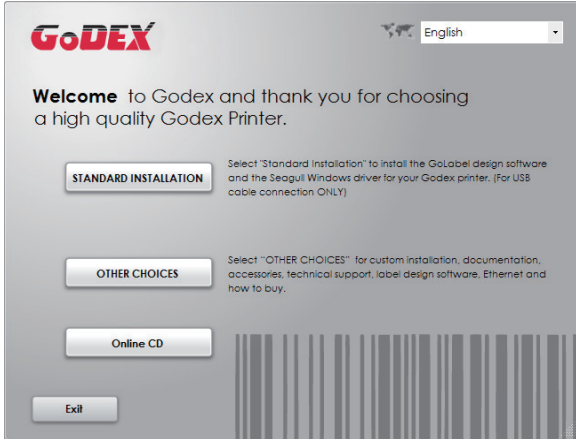 GoDEX
English
Welcome to Godex and thank you for choosing
a high quality Godex Printer.
STANDARD INSTALLATION
Select "Standard Installation" to install the GoLabel design software
and the Seagull Windows driver for your Godex printer. (For USB
cable connection ONLY)
OTHER CHOICES
Select "OTHER CHOICES" for custom installation, documentation,
accessories, technical support, label design software, Ethernet and
how to buy.
Online CD
Exit